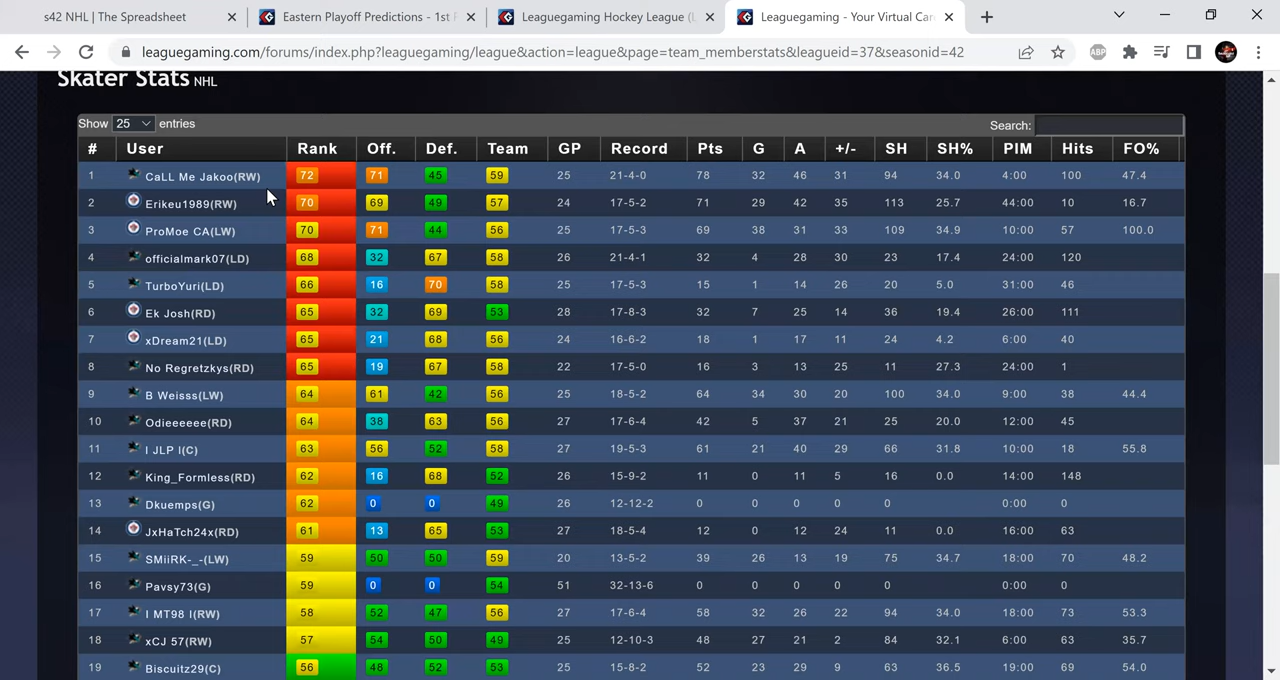 s42 NHL | The Spreadsheet
Eastern Playoff Predictions - 1st R
Leaguegaming Hockey League (L
Leaguegaming - Your Virtual Car
leaguegaming.com/forums/index.php?leaguegaming/league&action=league&page=team_memberstats&leagueid=37&seasonid=42
ABP
Skater Stats NHL
Show 25 entries Search:
# User Rank Off. Def. Team GP Record Pts G A +/- SH SH% PIM Hits FO%
1 CaLL Me Jakoo(RW) 72 71 45 59 25 21-4-0 78 32 46 31 94 34.0 4:00 100 47.4
2 Erikeu1989(RW) 70 69 49 57 24 17-5-2 71 29 42 35 113 25.7 44:00 10 16.7
3 ProMoe CA(LW) 70 71 44 56 25 17-5-3 69 38 31 33 109 34.9 10:00 57 100.0
4 officialmark07(LD) 68 32 67 58 26 21-4-1 32 4 28 30 23 17.4 24:00 120
5 TurboYuri(LD) 66 16 70 58 25 17-5-3 15 1 14 26 20 5.0 31:00 46
6 Ek Josh(RD) 65 32 69 53 28 17-8-3 32 7 25 14 36 19.4 26:00 111
7 xDream21(LD) 65 21 68 56 24 16-6-2 18 1 17 11 24 4.2 6:00 40
8 No Regretzkys(RD) 65 19 67 58 22 17-5-0 16 3 13 25 11 27.3 24:00 1
9 B Weisss(LW) 64 61 42 56 25 18-5-2 64 34 30 20 100 34.0 9:00 38 44.4
10 Odieeeeee(RD) 64 38 63 56 27 17-6-4 42 5 37 21 25 20.0 12:00 45
11 I JLP I(C) 63 56 52 58 27 19-5-3 61 21 40 29 66 31.8 10:00 18 55.8
12 King_Formless(RD) 62 16 68 52 26 15-9-2 11 0 11 5 16 0.0 14:00 148
13 Dkuemps(G) 62 0 0 49 26 12-12-2 0 0 0 0 0 0:00 0
14 JxHaTch24x(RD) 61 13 65 53 27 18-5-4 12 0 12 24 11 0.0 16:00 63
15 SMiiRK-_-(LW) 59 50 50 59 20 13-5-2 39 26 13 19 75 34.7 18:00 70 48.2
16 Pavsy73(G) 59 0 0 54 51 32-13-6 0 0 0 0 0 0:00 0
17 I MT98 I(RW) 58 52 47 56 27 17-6-4 58 32 26 22 94 34.0 18:00 73 53.3
18 xCJ 57(RW) 57 54 50 49 25 12-10-3 48 27 21 2 84 32.1 6:00 63 35.7
19 Biscuitz29(C) 56 48 52 53 25 15-8-2 52 23 29 9 63 36.5 19:00 69 54.0